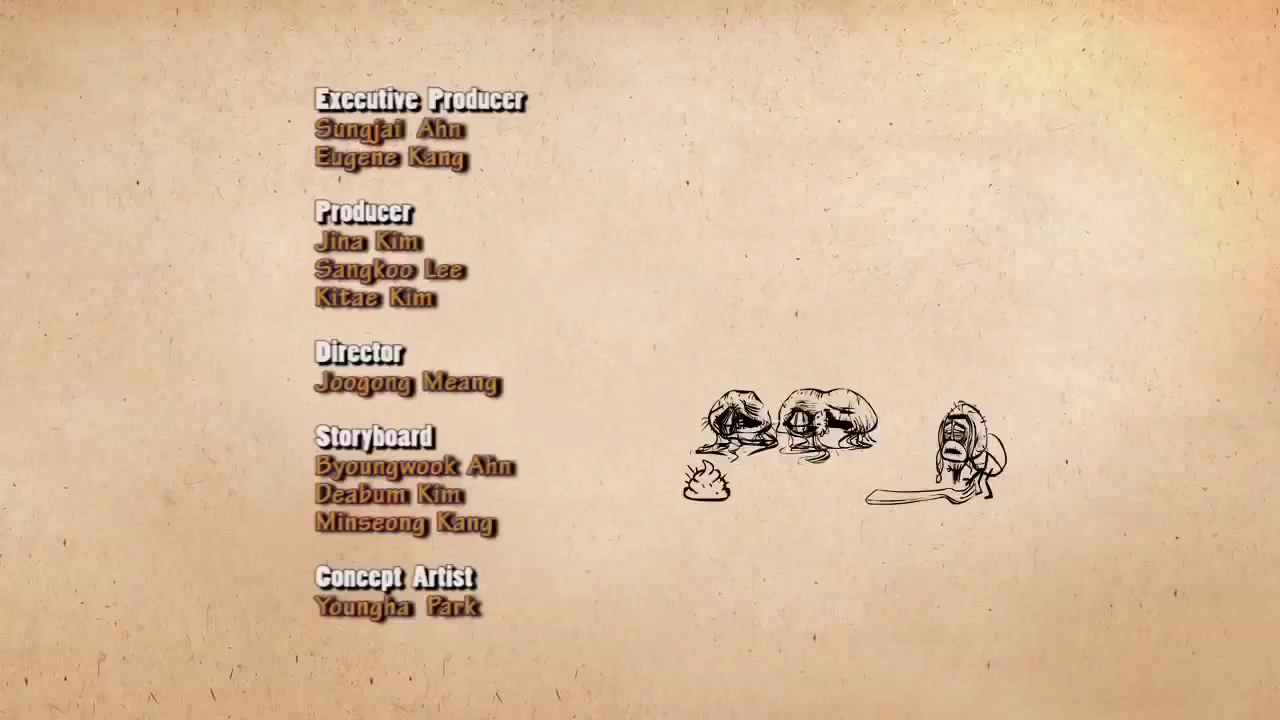 Executive Producer
Sungjai Ahn
Eugene Kang
Producer
Jina Kim
Sangkoo Lee
Kitae Kim
Director
Joogong Meang
Storyboard
Byoungwook Ahn
Deabum Kim
Minseong Kang
Concept Artist
Youngha Park